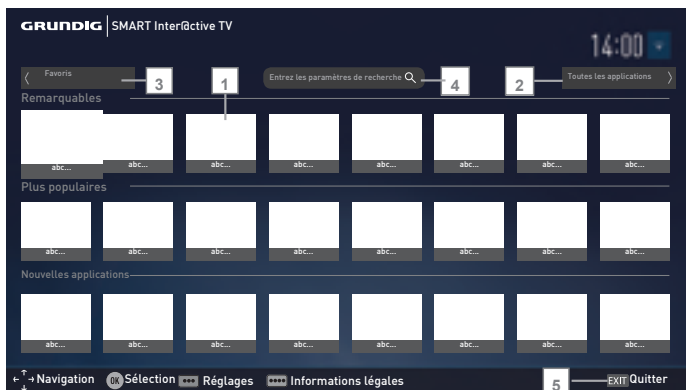 GRUNDIG SMART Inter@ctive TV
14:00
Favoris
3
1
Entrez les paramètres de recherche
4
2
Toutes les applications
Remarquables
abc... abc... abc... abc... abc... abc... abc... abc...
Plus populaires
abc... abc... abc... abc... abc... abc... abc... abc...
Nouvelles applications
abc... abc... abc... abc... abc... abc... abc... abc...
Navigation OK Sélection Réglages Informations légales 5 EXIT Quitter